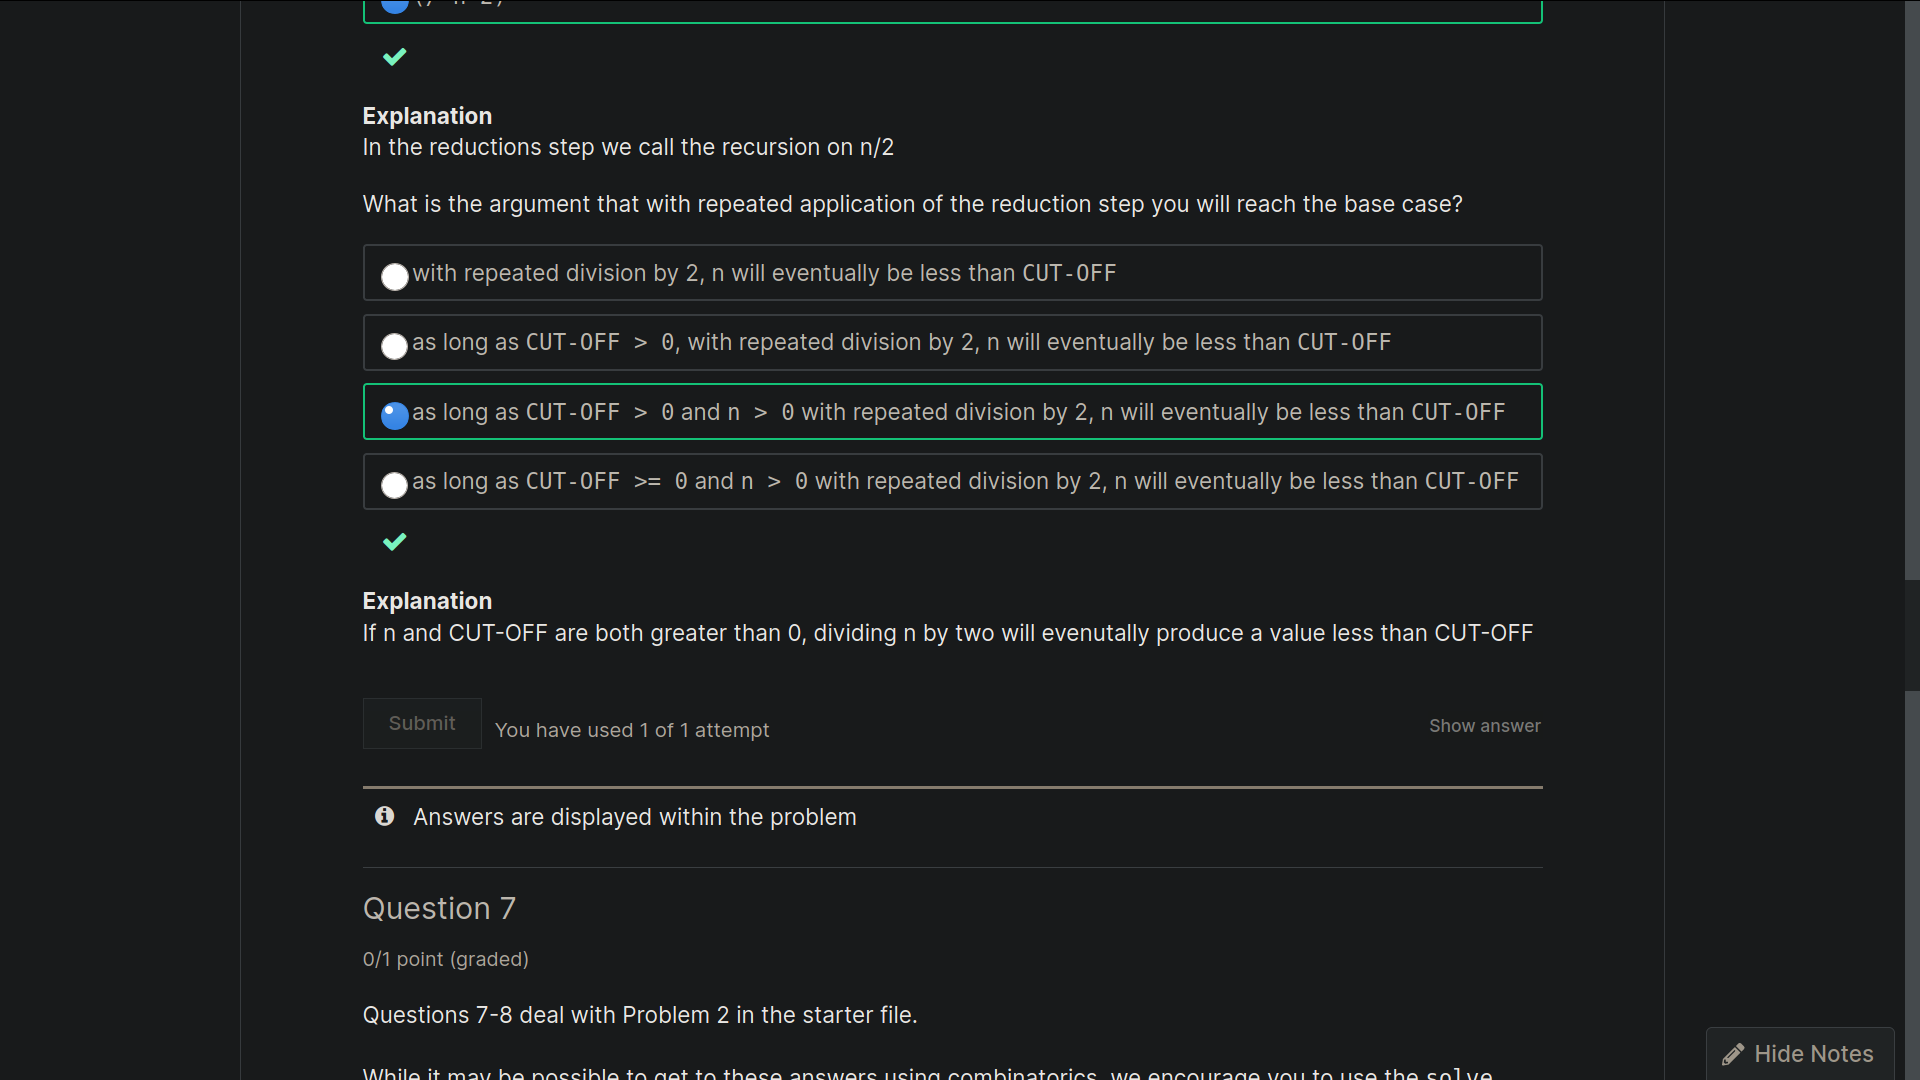 Explanation
In the reductions step we call the recursion on n/2
What is the argument that with repeated application of the reduction step you will reach the base case?
with repeated division by 2, n will eventually be less than CUT-OFF
as long as CUT-OFF > 0, with repeated division by 2, n will eventually be less than CUT-OFF
as long as CUT-OFF > 0 and n > 0 with repeated division by 2, n will eventually be less than CUT-OFF
as long as CUT-OFF >= 0 and n > 0 with repeated division by 2, n will eventually be less than CUT-OFF
Explanation
If n and CUT-OFF are both greater than 0, dividing n by two will evenutally produce a value less than CUT-OFF
Submit
You have used 1 of 1 attempt
Show answer
Answers are displayed within the problem
Question 7
0/1 point (graded)
Questions 7-8 deal with Problem 2 in the starter file.
While it may be possible to get to these answers using combinatorics, we encourage you to use the solve
Hide Notes